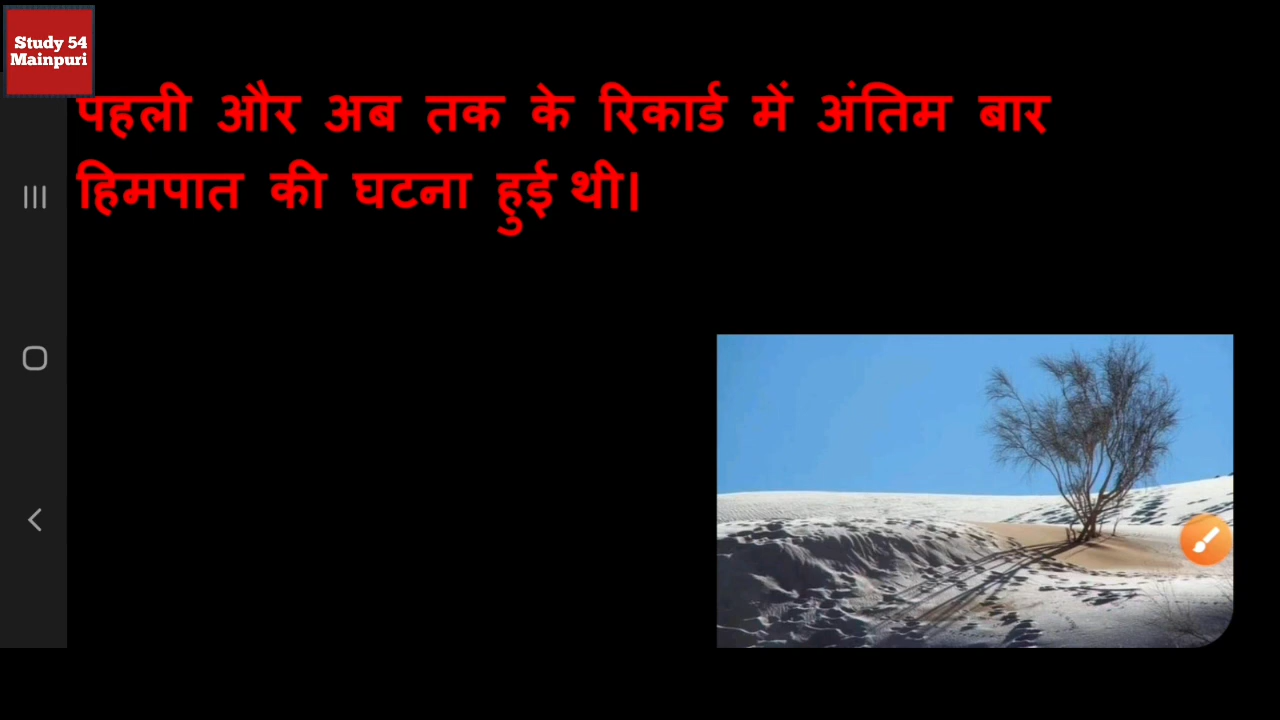 Study 54
Mainpuri
पहली और अब तक के रिकार्ड में अंतिम बार
हिमपात की घटना हुई थी।